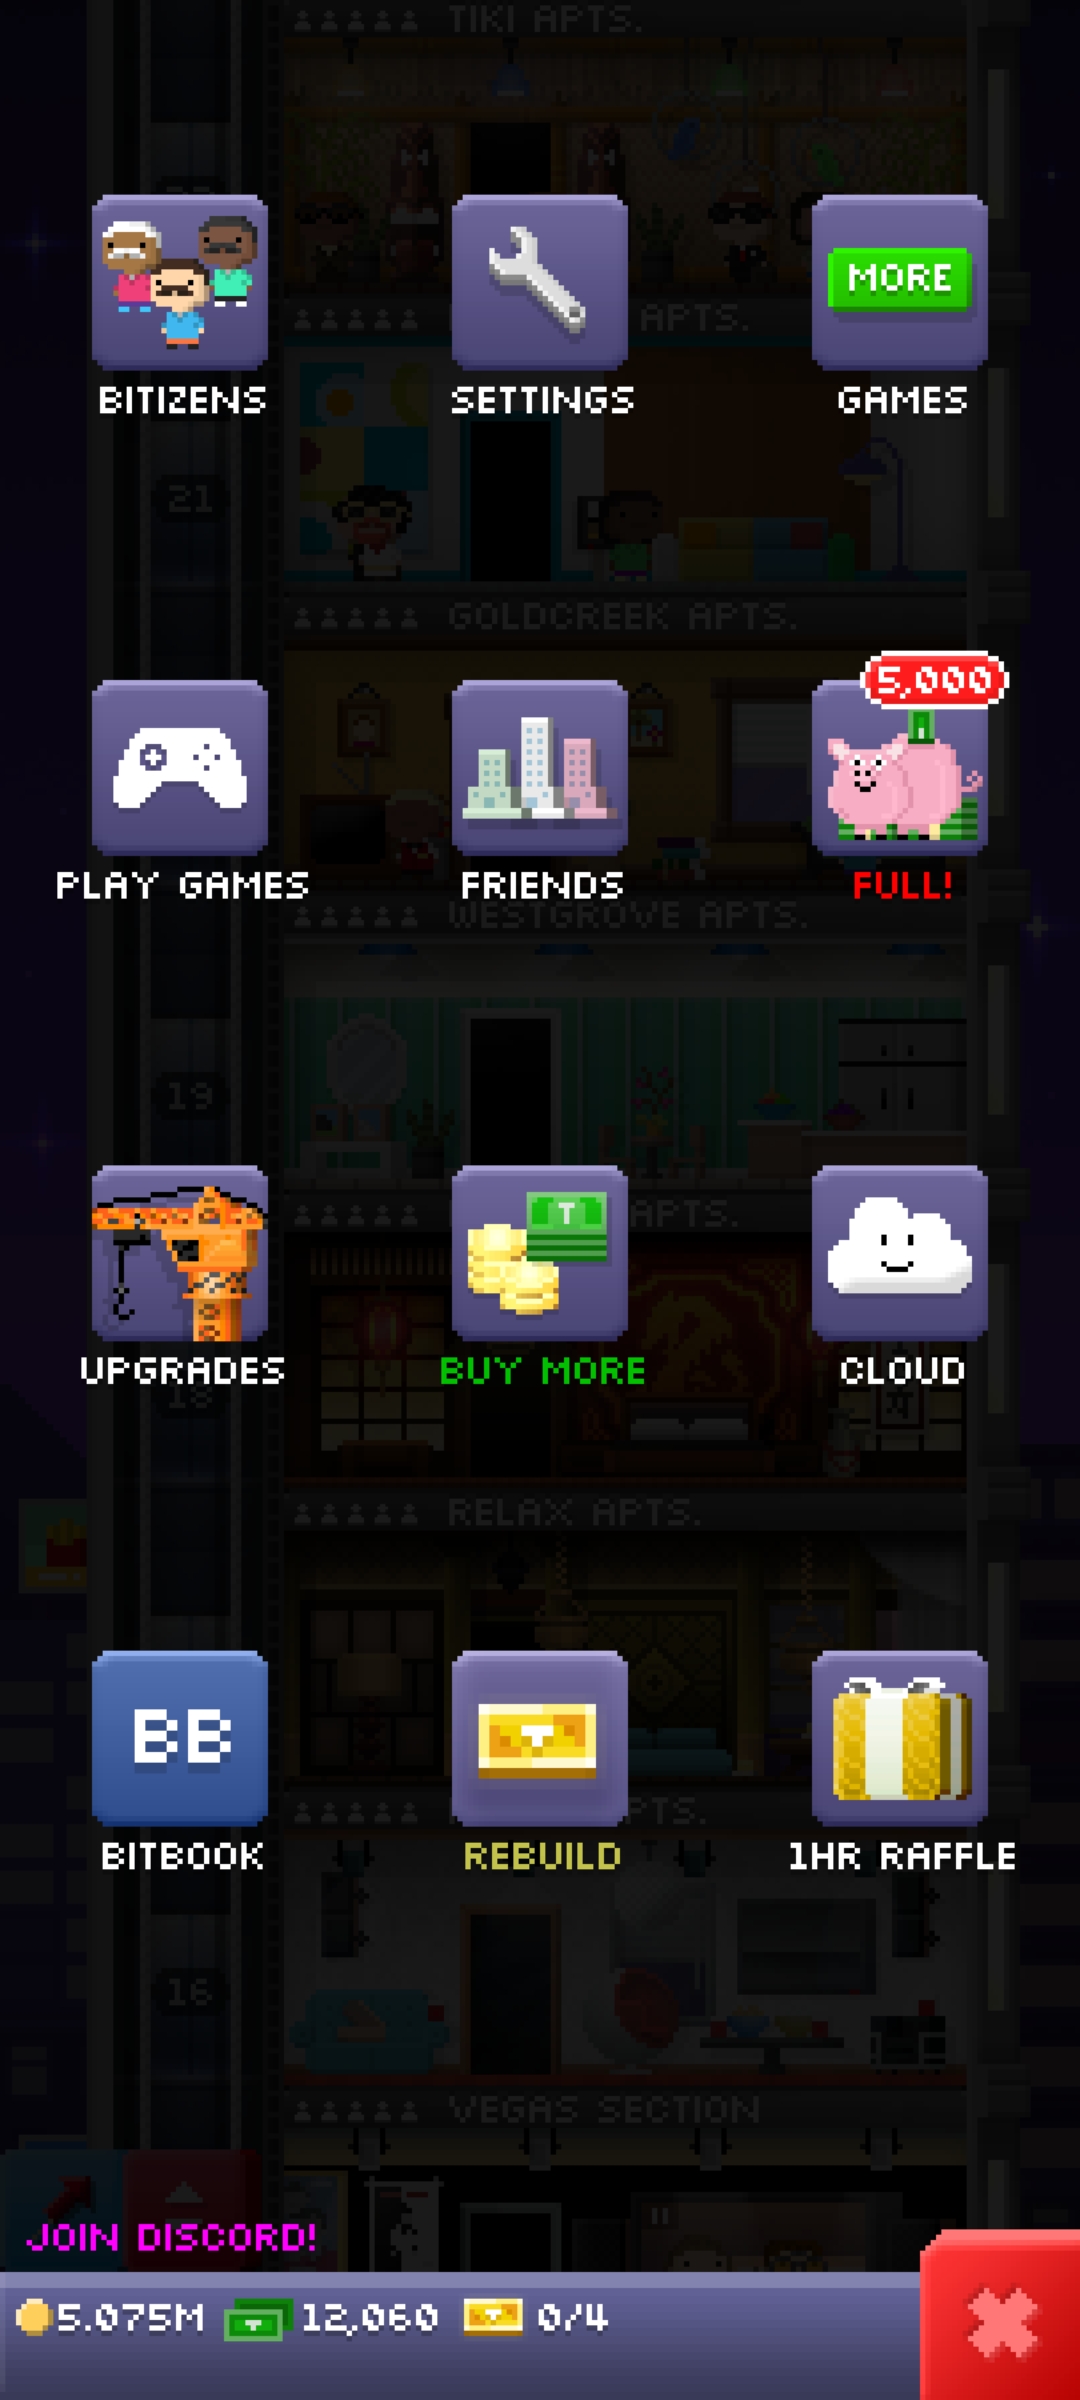 TIKI APTS.
MORE
APTS.
BITIZENS
SETTINGS
GAMES
21
GOLDCREEK APTS.
5,000
PLAY GAMES
FRIENDS
FULL!
WESTGROVE APTS.
19
T
APTS.
UPGRADES
BUY MORE
CLOUD
18
RELAX APTS.
BB
PTS.
BITBOOK
REBUILD
1HR RAFFLE
16
VEGAS SECTION
JOIN DISCORD!
5.075M 12,060 0/4